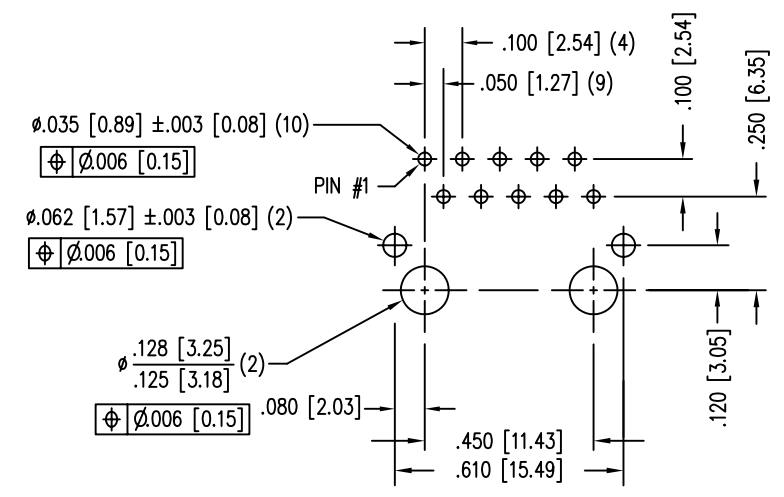 .100 [2.54] (4)
.050 [1.27] (9)
.100 [2.54]
.250 [6.35]
ø.035 [0.89] ±.003 [0.08] (10)
⌖ Ø.006 [0.15]
PIN #1
ø.062 [1.57] ±.003 [0.08] (2)
⌖ Ø.006 [0.15]
ø .128 [3.25]
.125 [3.18] (2)
⌖ Ø.006 [0.15]
.080 [2.03]
.120 [3.05]
.450 [11.43]
.610 [15.49]